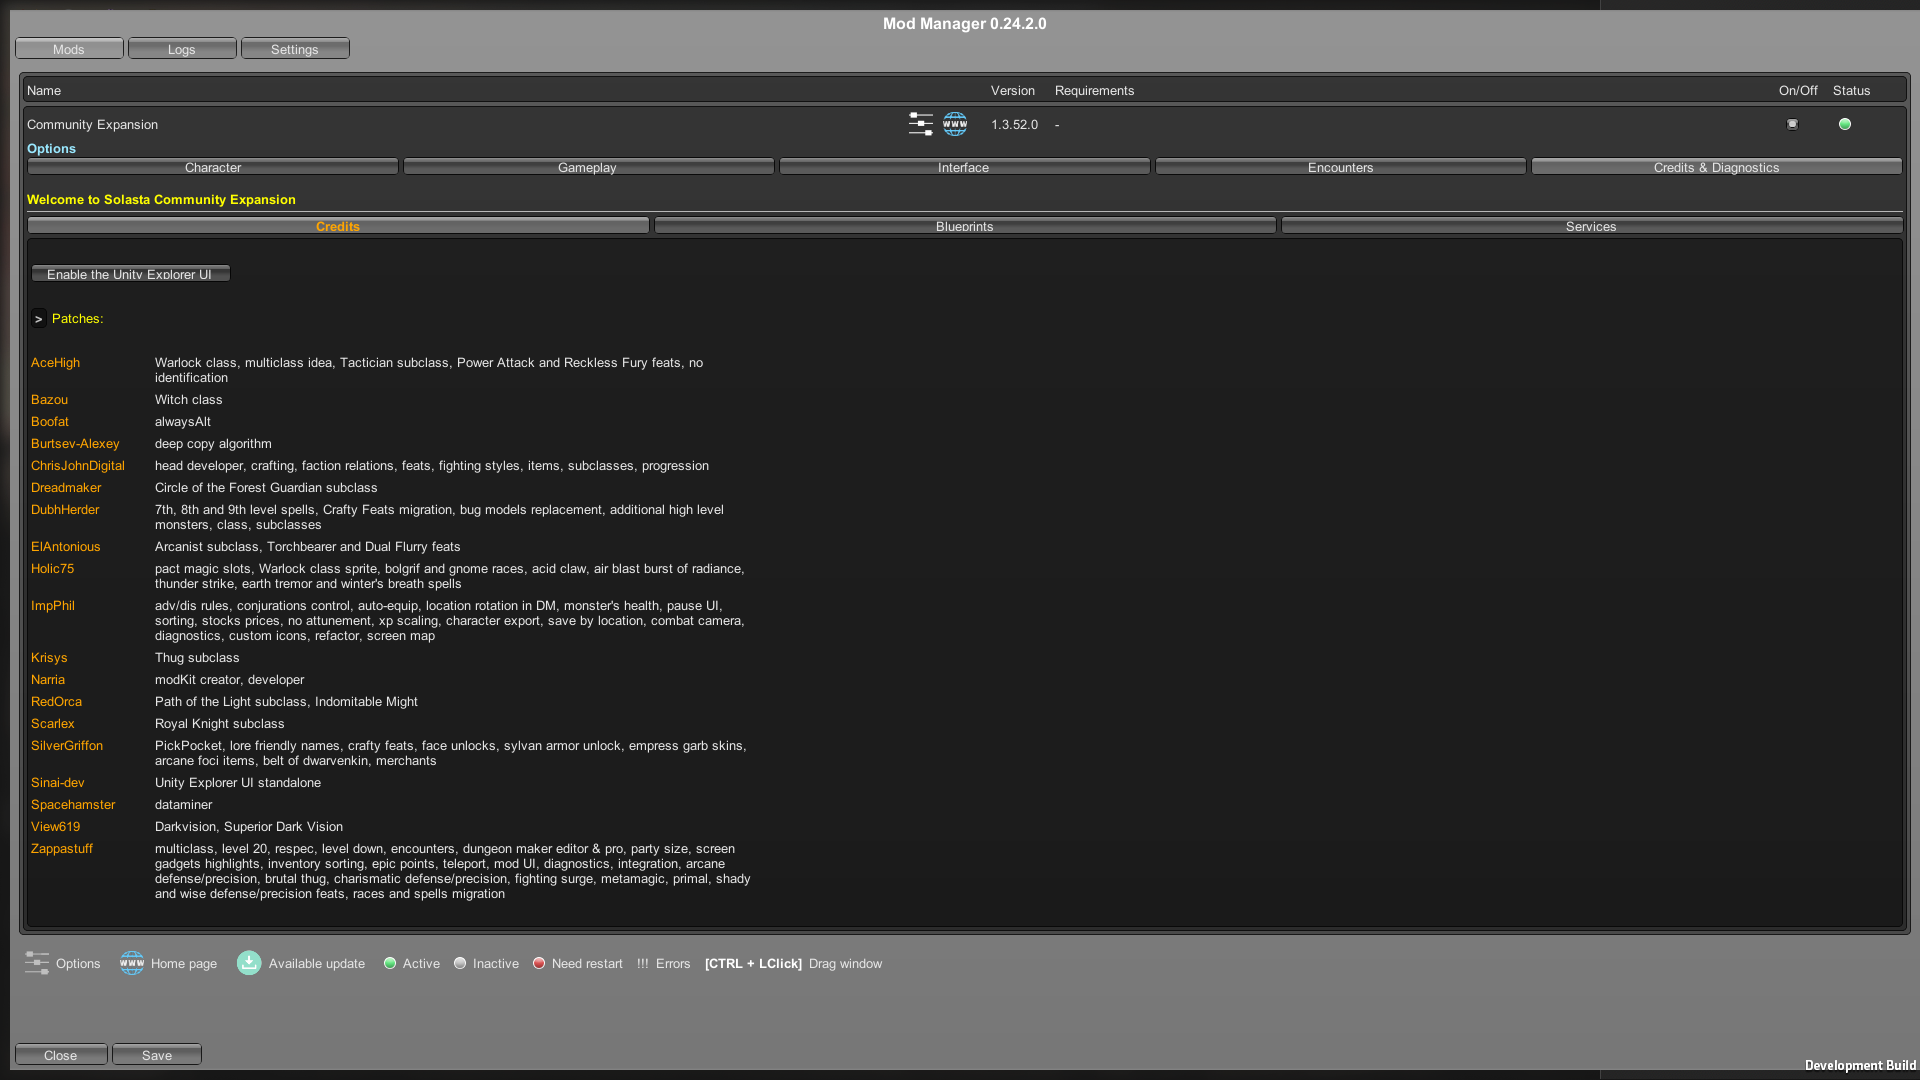 Mod Manager 0.24.2.0
Mods Logs Settings
Name Version Requirements On/Off Status
Community Expansion WWW 1.3.52.0 -
Options
Character Gameplay Interface Encounters Credits & Diagnostics
Welcome to Solasta Community Expansion
Credits Blueprints Services
Enable the Unity Explorer UI
> Patches:
AceHigh Warlock class, multiclass idea, Tactician subclass, Power Attack and Reckless Fury feats, no
identification
Bazou Witch class
Boofat alwaysAlt
Burtsev-Alexey deep copy algorithm
ChrisJohnDigital head developer, crafting, faction relations, feats, fighting styles, items, subclasses, progression
Dreadmaker Circle of the Forest Guardian subclass
DubhHerder 7th, 8th and 9th level spells, Crafty Feats migration, bug models replacement, additional high level
monsters, class, subclasses
ElAntonious Arcanist subclass, Torchbearer and Dual Flurry feats
Holic75 pact magic slots, Warlock class sprite, bolgrif and gnome races, acid claw, air blast burst of radiance,
thunder strike, earth tremor and winter's breath spells
ImpPhil adv/dis rules, conjurations control, auto-equip, location rotation in DM, monster's health, pause UI,
sorting, stocks prices, no attunement, xp scaling, character export, save by location, combat camera,
diagnostics, custom icons, refactor, screen map
Krisys Thug subclass
Narria modKit creator, developer
RedOrca Path of the Light subclass, Indomitable Might
Scarlex Royal Knight subclass
SilverGriffon PickPocket, lore friendly names, crafty feats, face unlocks, sylvan armor unlock, empress garb skins,
arcane foci items, belt of dwarvenkin, merchants
Sinai-dev Unity Explorer UI standalone
Spacehamster dataminer
View619 Darkvision, Superior Dark Vision
Zappastuff multiclass, level 20, respec, level down, encounters, dungeon maker editor & pro, party size, screen
gadgets highlights, inventory sorting, epic points, teleport, mod UI, diagnostics, integration, arcane
defense/precision, brutal thug, charismatic defense/precision, fighting surge, metamagic, primal, shady
and wise defense/precision feats, races and spells migration
Options WWW Home page Available update Active Inactive Need restart !!! Errors [CTRL + LClick] Drag window
Close Save
Development Build